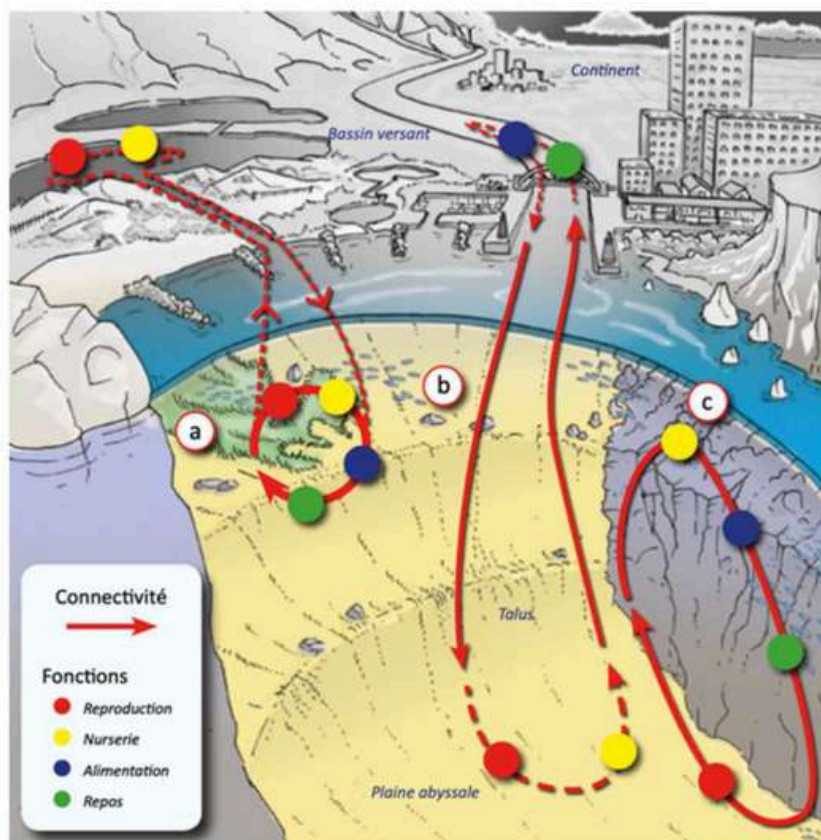 Continent
Bassin versant
b
c
a
Talus
Plaine abyssale
Connectivité
Fonctions
Reproduction
Nurserie
Alimentation
Repos